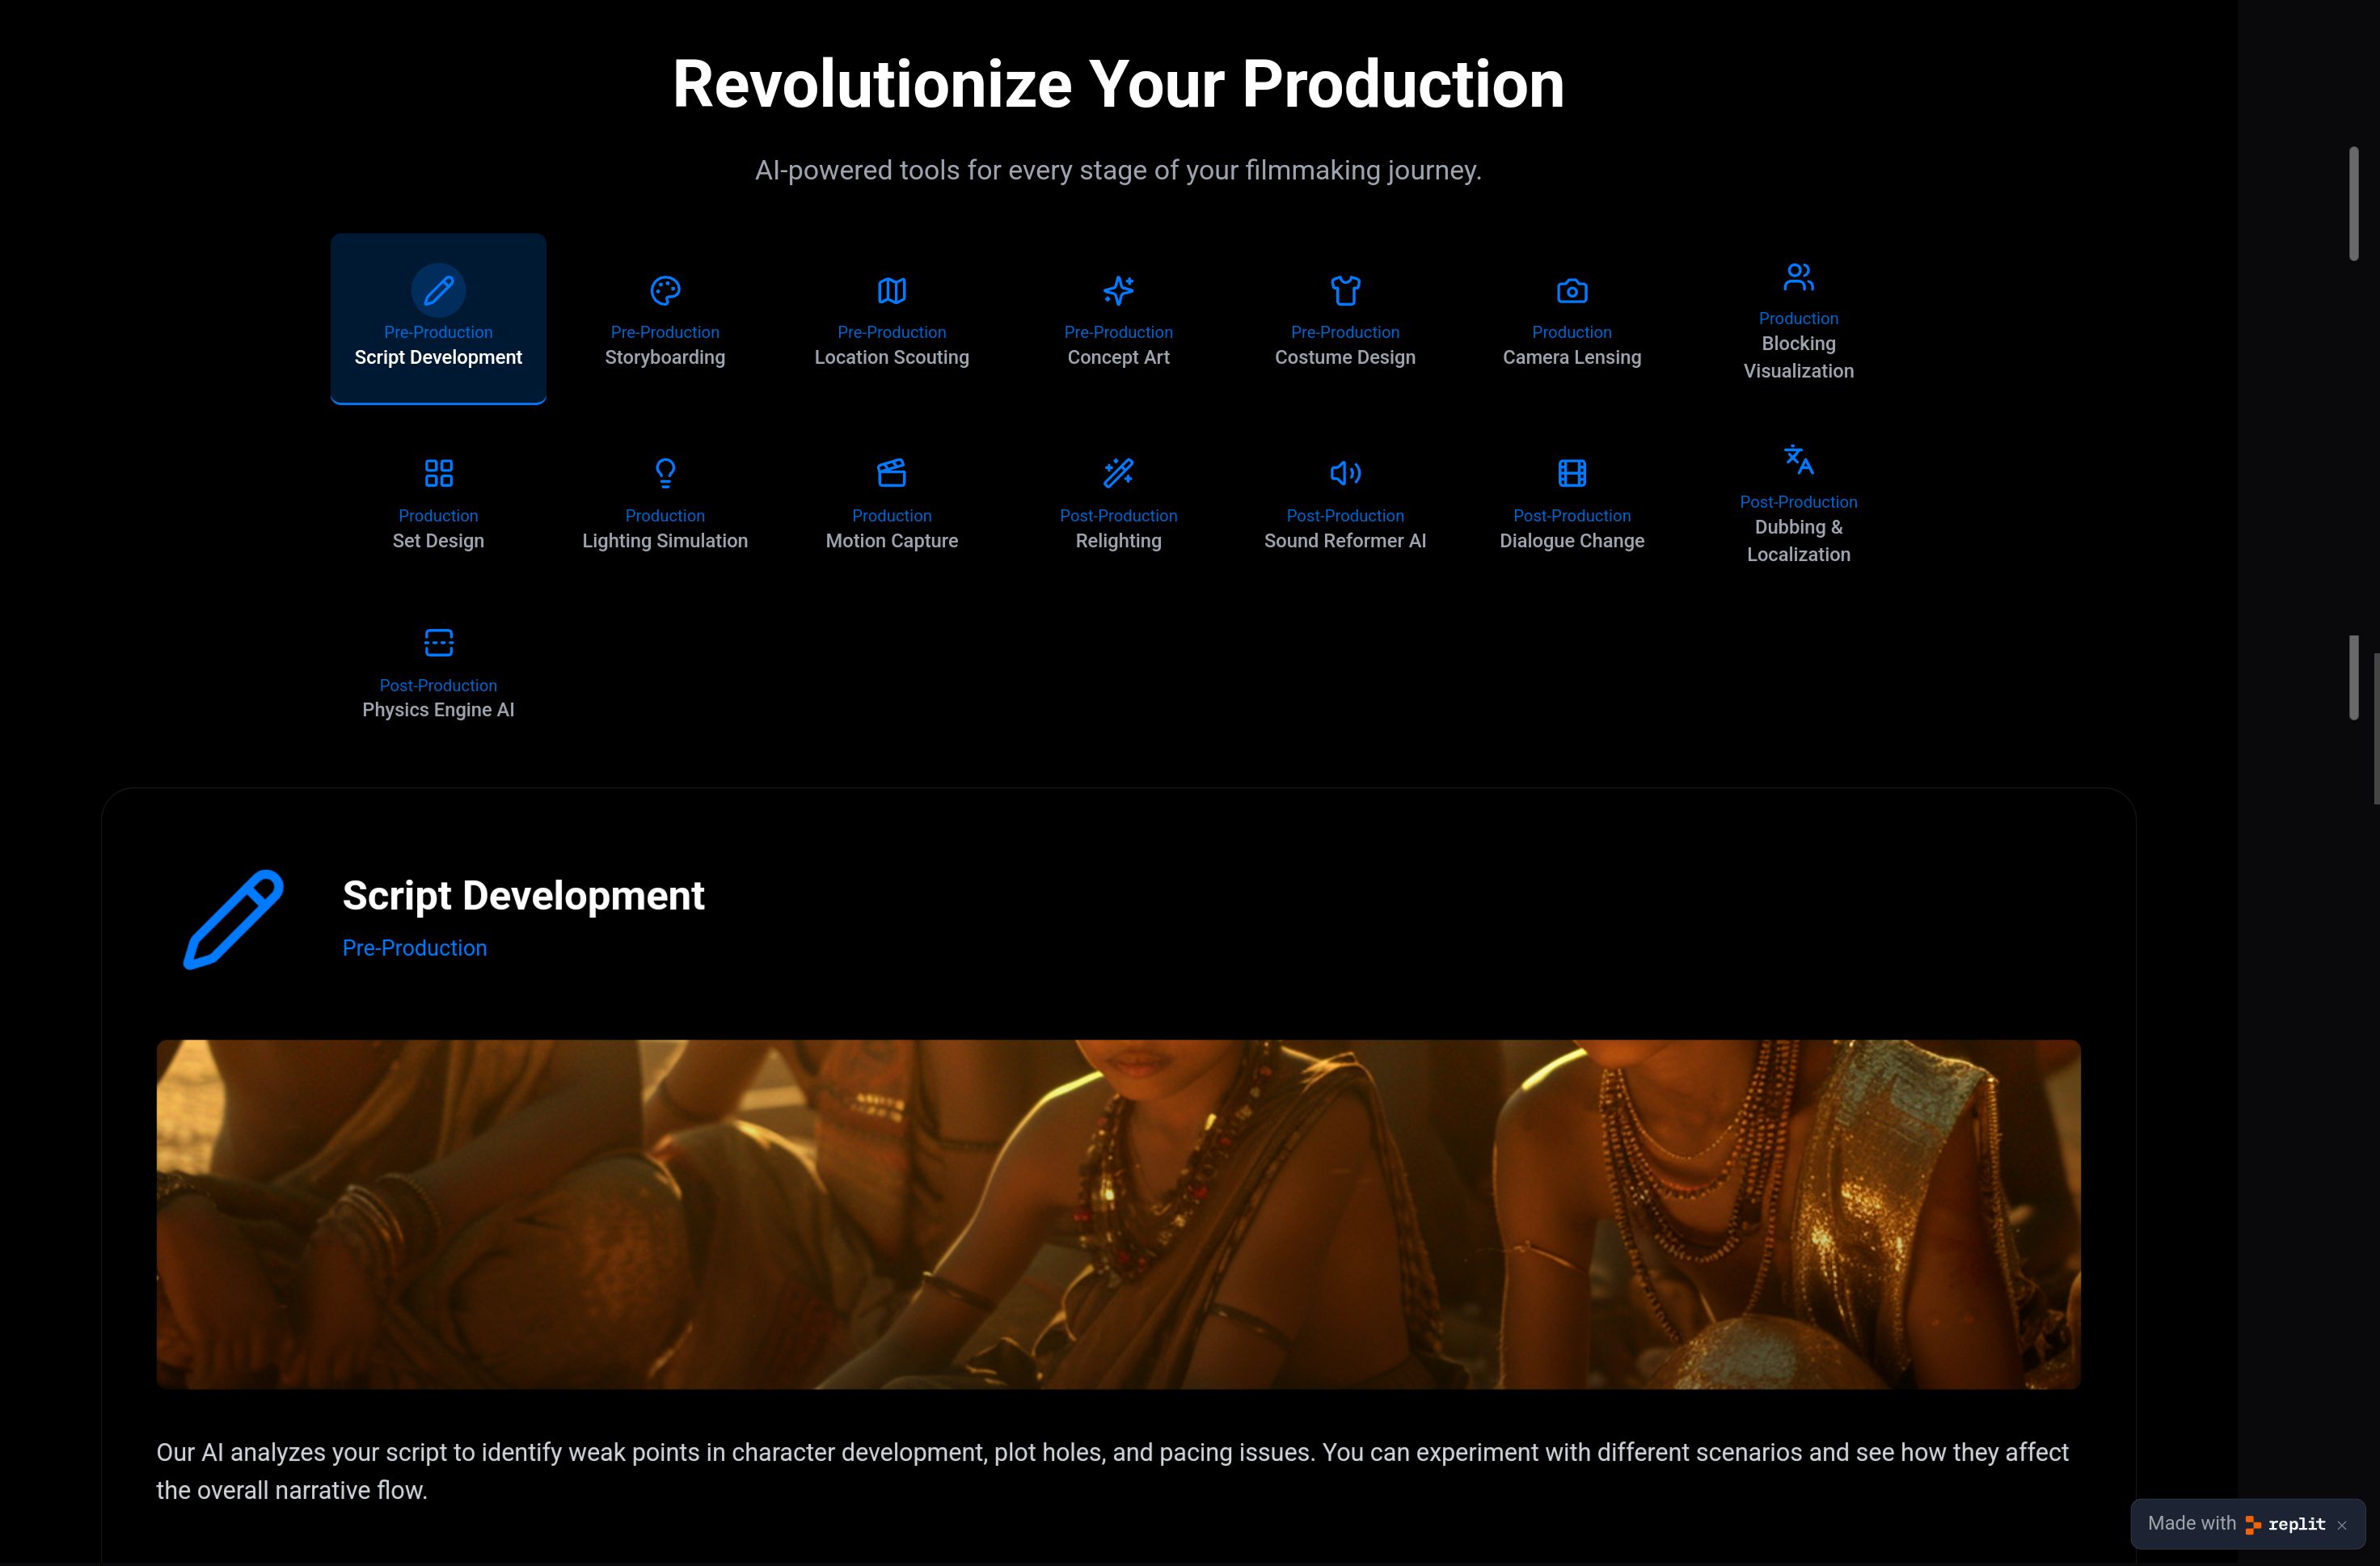 Revolutionize Your Production
AI-powered tools for every stage of your filmmaking journey.
Pre-Production
Script Development
Pre-Production
Storyboarding
Pre-Production
Location Scouting
Pre-Production
Concept Art
Pre-Production
Costume Design
Production
Camera Lensing
Production
Blocking
Visualization
Production
Set Design
Production
Lighting Simulation
Production
Motion Capture
Post-Production
Relighting
Post-Production
Sound Reformer AI
Post-Production
Dialogue Change
Post-Production
Dubbing &
Localization
Post-Production
Physics Engine AI
Script Development
Pre-Production
Our AI analyzes your script to identify weak points in character development, plot holes, and pacing issues. You can experiment with different scenarios and see how they affect
the overall narrative flow.
Made with replit ×